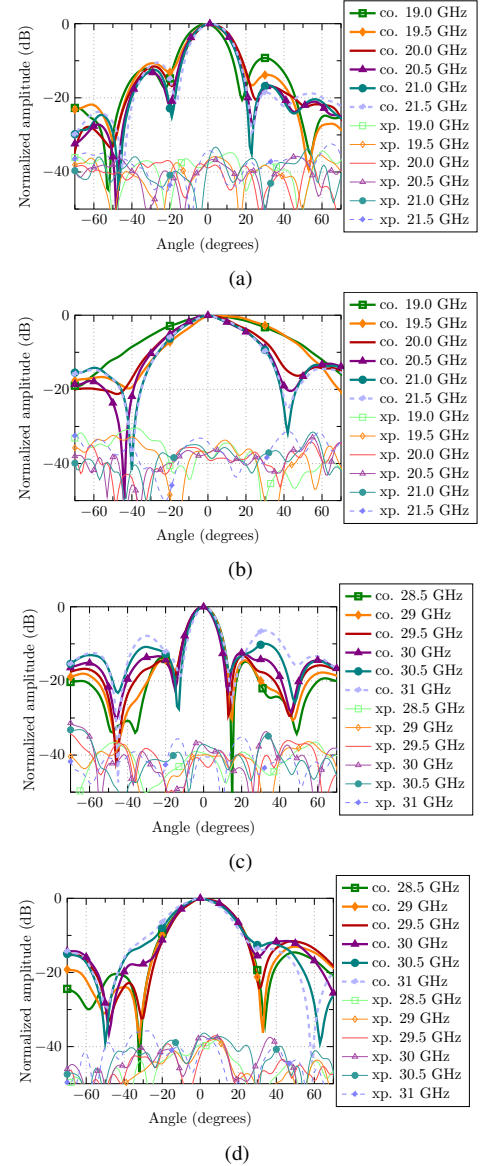 0
−20
−40
Normalized amplitude (dB)
−60 −40 −20 0 20 40 60
Angle (degrees)
co. 19.0 GHz
co. 19.5 GHz
co. 20.0 GHz
co. 20.5 GHz
co. 21.0 GHz
co. 21.5 GHz
xp. 19.0 GHz
xp. 19.5 GHz
xp. 20.0 GHz
xp. 20.5 GHz
xp. 21.0 GHz
xp. 21.5 GHz
(a)
0
−20
−40
Normalized amplitude (dB)
−60 −40 −20 0 20 40 60
Angle (degrees)
co. 19.0 GHz
co. 19.5 GHz
co. 20.0 GHz
co. 20.5 GHz
co. 21.0 GHz
co. 21.5 GHz
xp. 19.0 GHz
xp. 19.5 GHz
xp. 20.0 GHz
xp. 20.5 GHz
xp. 21.0 GHz
xp. 21.5 GHz
(b)
0
−20
−40
Normalized amplitude (dB)
−60 −40 −20 0 20 40 60
Angle (degrees)
co. 28.5 GHz
co. 29 GHz
co. 29.5 GHz
co. 30 GHz
co. 30.5 GHz
co. 31 GHz
xp. 28.5 GHz
xp. 29 GHz
xp. 29.5 GHz
xp. 30 GHz
xp. 30.5 GHz
xp. 31 GHz
(c)
0
−20
−40
Normalized amplitude (dB)
−60 −40 −20 0 20 40 60
Angle (degrees)
co. 28.5 GHz
co. 29 GHz
co. 29.5 GHz
co. 30 GHz
co. 30.5 GHz
co. 31 GHz
xp. 28.5 GHz
xp. 29 GHz
xp. 29.5 GHz
xp. 30 GHz
xp. 30.5 GHz
xp. 31 GHz
(d)